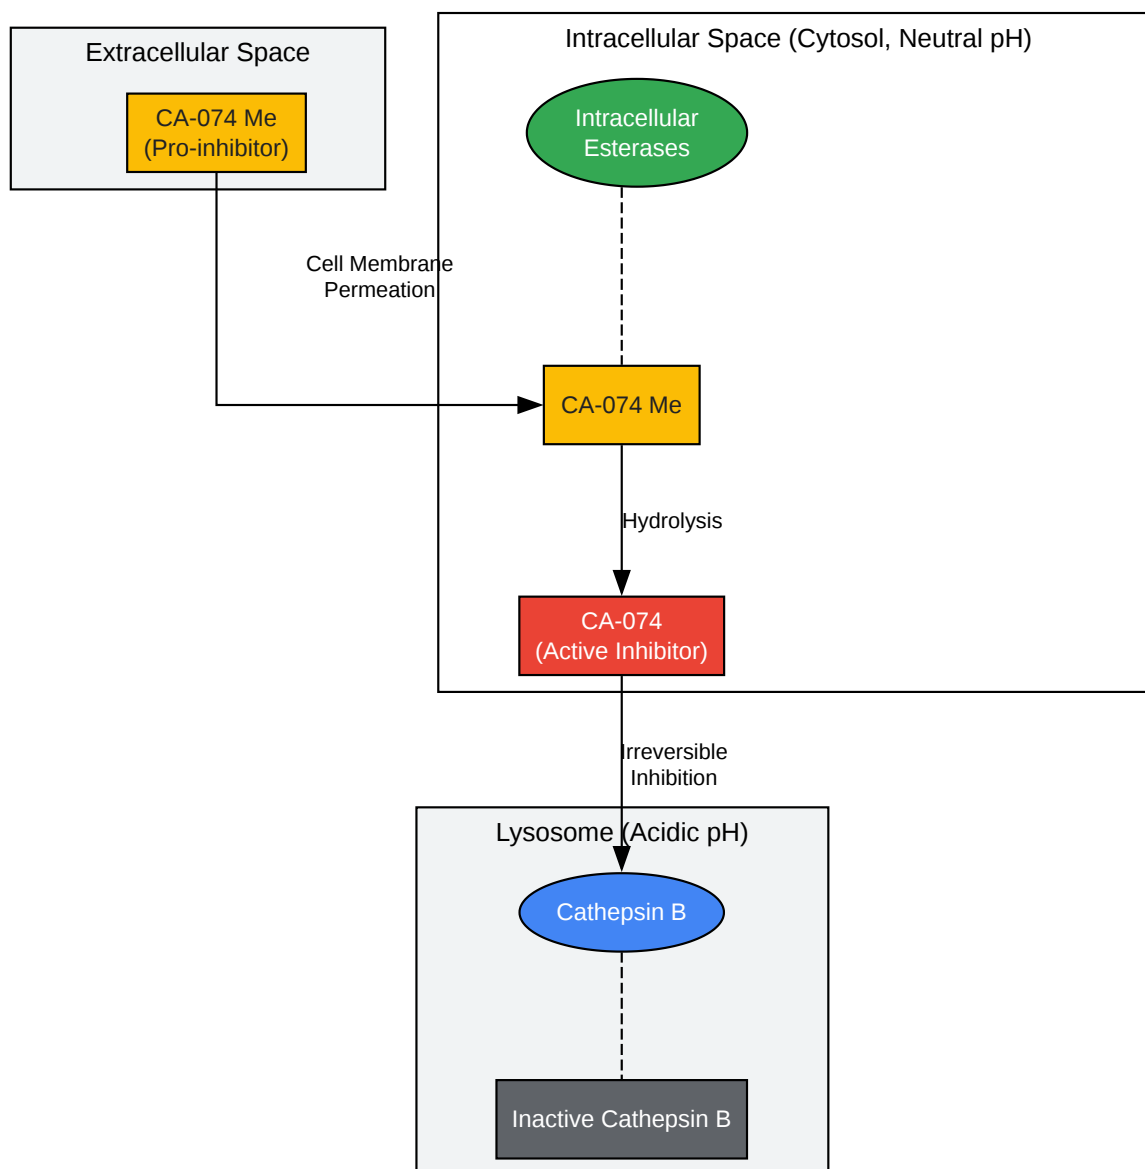 Extracellular Space
CA-074 Me
(Pro-inhibitor)
Intracellular Space (Cytosol, Neutral pH)
Intracellular
Esterases
Cell Membrane
Permeation
CA-074 Me
Hydrolysis
CA-074
(Active Inhibitor)
Irreversible
Inhibition
Lysosome (Acidic pH)
Cathepsin B
Inactive Cathepsin B